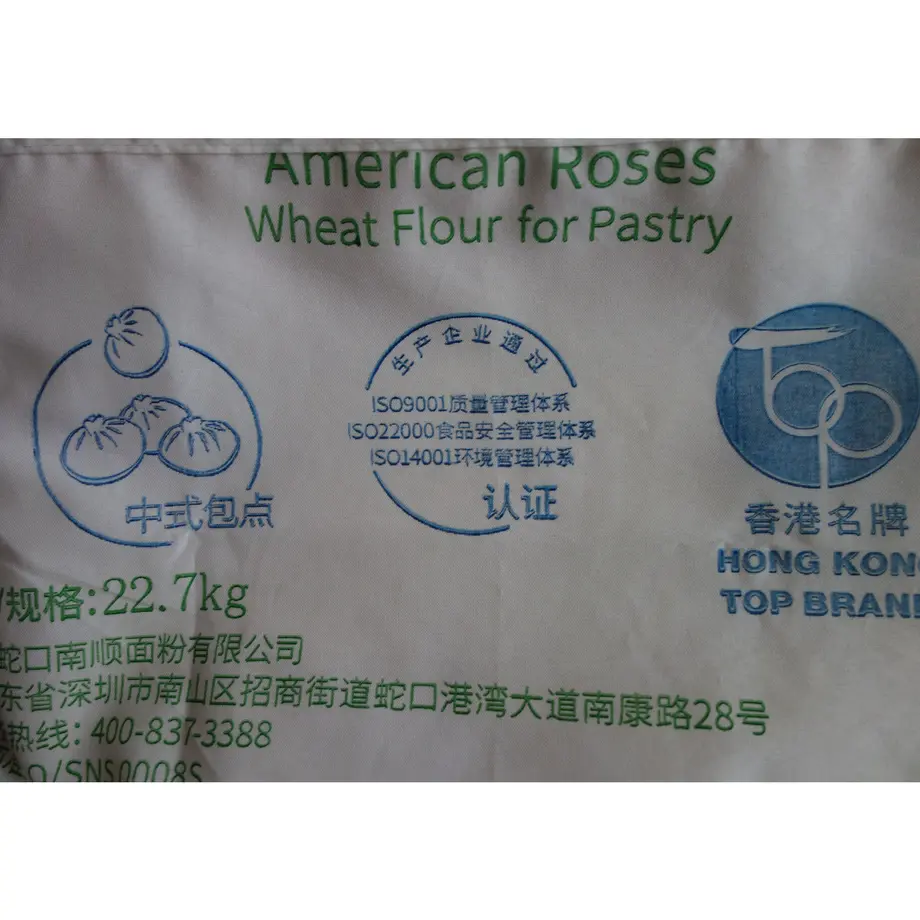 American Roses
Wheat Flour for Pastry
中式包点
生产企业通过
ISO9001质量管理体系
ISO22000食品安全管理体系
ISO14001环境管理体系
认证
香港名牌
HONG KONG
TOP BRAND
/规格:22.7kg
蛇口南顺面粉有限公司
东省深圳市南山区招商街道蛇口港湾大道南康路28号
热线: 400-837-3388
/SNS0008S